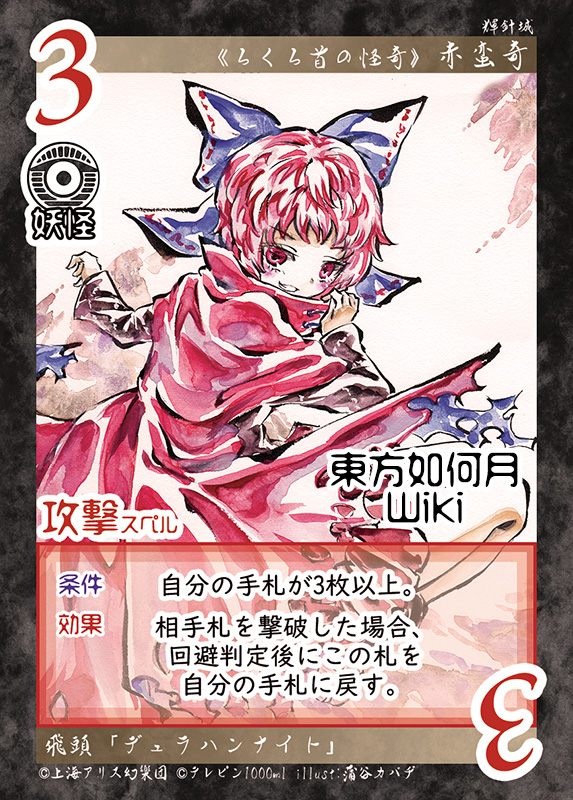 輝針城
3
《ろくろ首の怪奇》 赤蛮奇
妖怪
東方如何月
Wiki
攻撃スペル
条件 自分の手札が3枚以上。
効果 相手札を撃破した場合、
回避判定後にこの札を
自分の手札に戻す。
3
飛頭「デュラハンナイト」
©上海アリス幻樂団 ©テレピン1000ml illust:蒲谷カバヂ